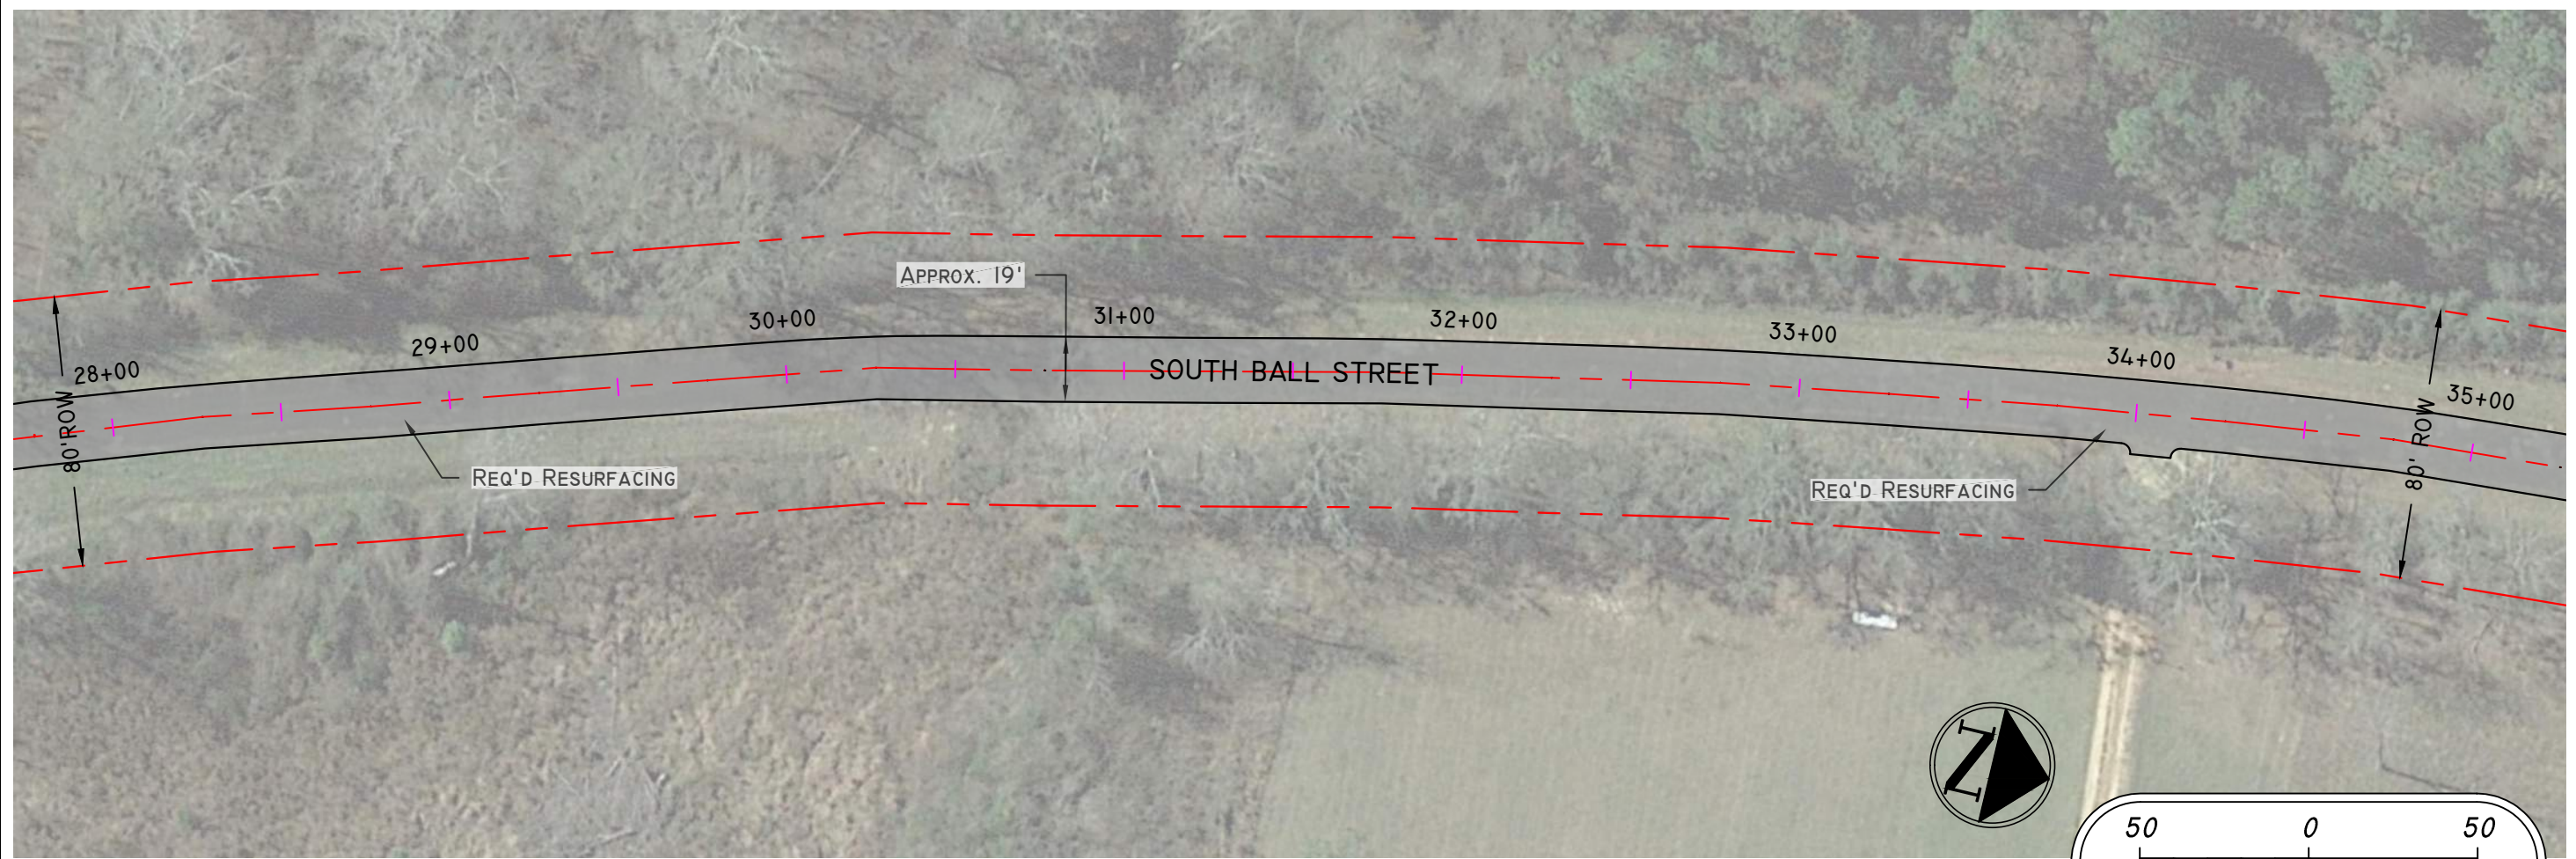 APPROX. 19'
28+00
29+00
30+00
31+00
32+00
33+00
34+00
35+00
80'ROW
SOUTH BALL STREET
80' ROW
REQ'D RESURFACING
REQ'D RESURFACING
N
50 0 50